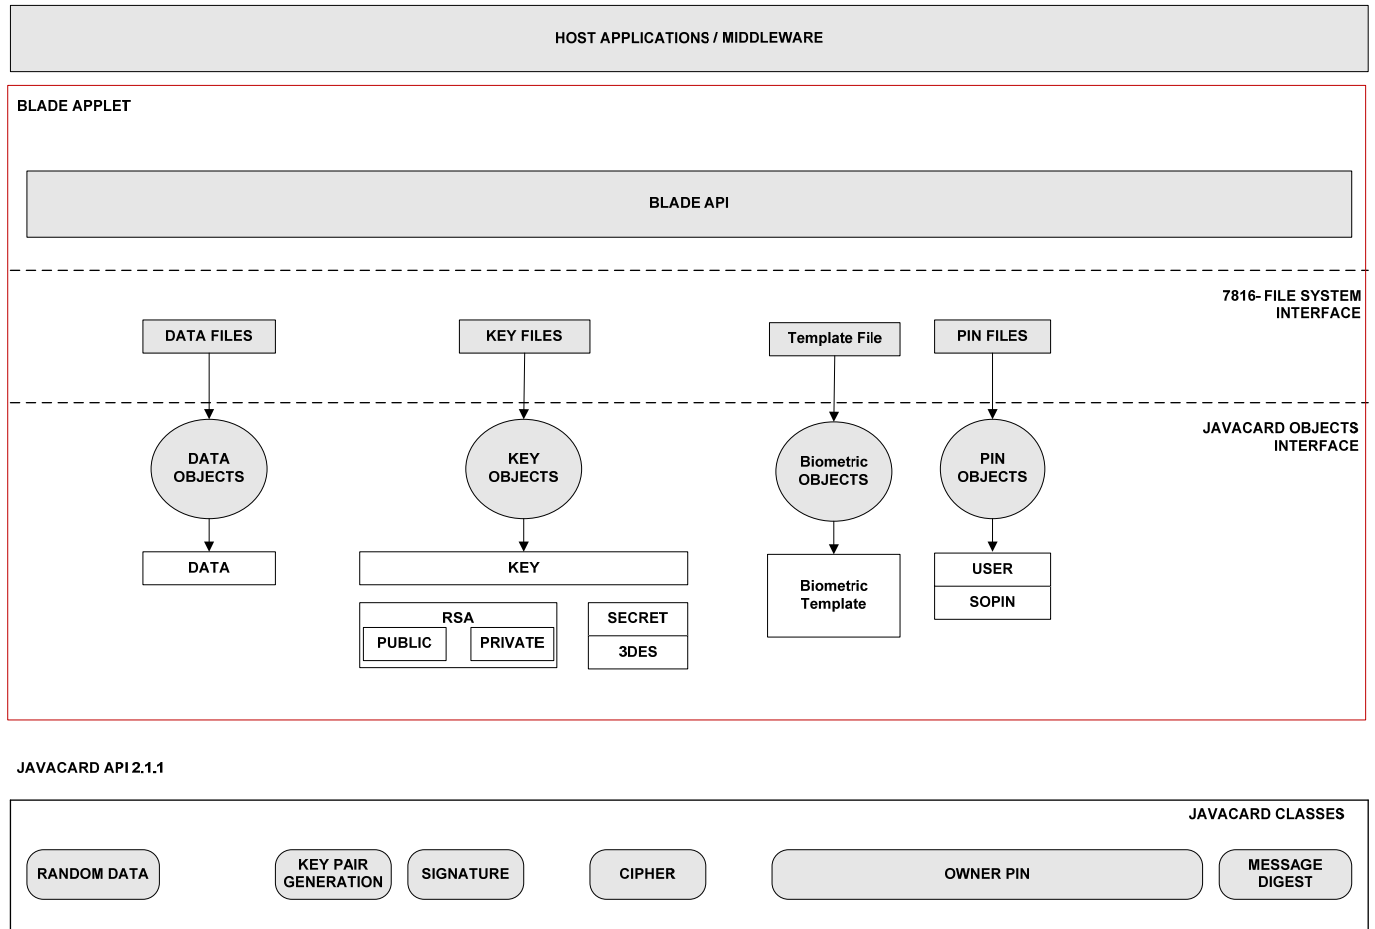 HOST APPLICATIONS / MIDDLEWARE
BLADE APPLET
BLADE API
7816- FILE SYSTEM
INTERFACE
DATA FILES
KEY FILES
Template File
PIN FILES
JAVACARD OBJECTS
INTERFACE
DATA
OBJECTS
KEY
OBJECTS
Biometric
OBJECTS
PIN
OBJECTS
DATA
KEY
RSA
PUBLIC
PRIVATE
SECRET
3DES
Biometric
Template
USER
SOPIN
JAVACARD API 2.1.1
JAVACARD CLASSES
RANDOM DATA
KEY PAIR
GENERATION
SIGNATURE
CIPHER
OWNER PIN
MESSAGE
DIGEST